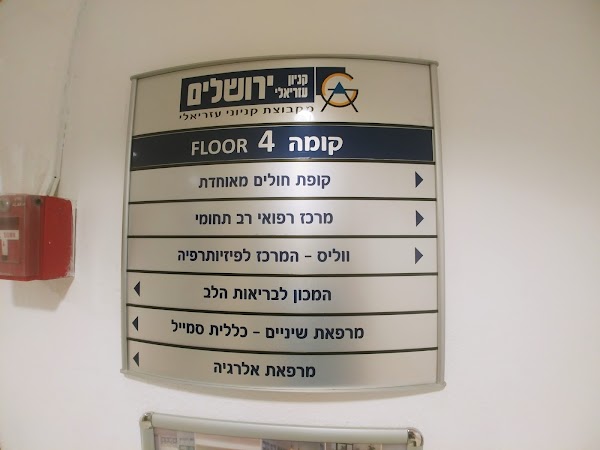 קניון
עזריאלי
ירושלים
מקבוצת קניוני עזריאלי
קומה 4 FLOOR
קופת חולים מאוחדת
מרכז רפואי רב תחומי
ווליס - המרכז לפיזיותרפיה
המכון לבריאות הלב
מרפאת שיניים - כללית סמייל
מרפאת אלרגיה